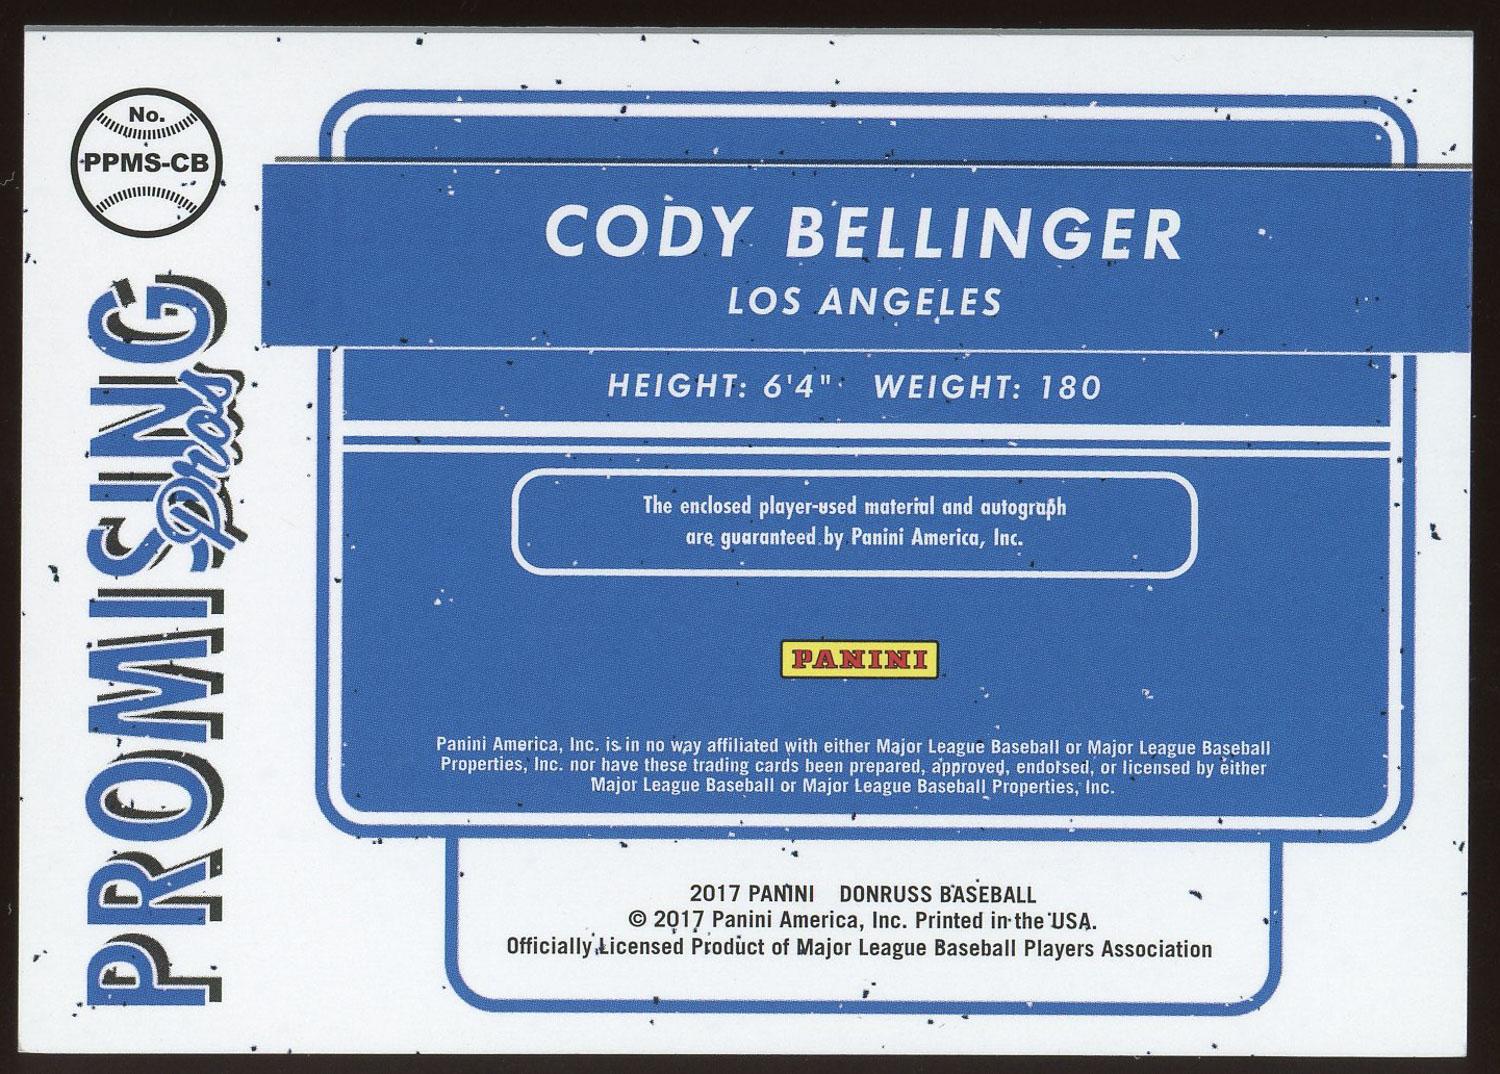 No.
PPMS-CB
PROMISING
Pros
CODY BELLINGER
LOS ANGELES
HEIGHT: 6'4" WEIGHT: 180
The enclosed player-used material and autograph
are guaranteed by Panini America, Inc.
PANINI
Panini America, Inc. is in no way affiliated with either Major League Baseball or Major League Baseball
Properties, Inc. nor have these trading cards been prepared, approved, endorsed, or licensed by either
Major League Baseball or Major League Baseball Properties, Inc.
2017 PANINI DONRUSS BASEBALL
© 2017 Panini America, Inc. Printed in the USA.
Officially Licensed Product of Major League Baseball Players Association